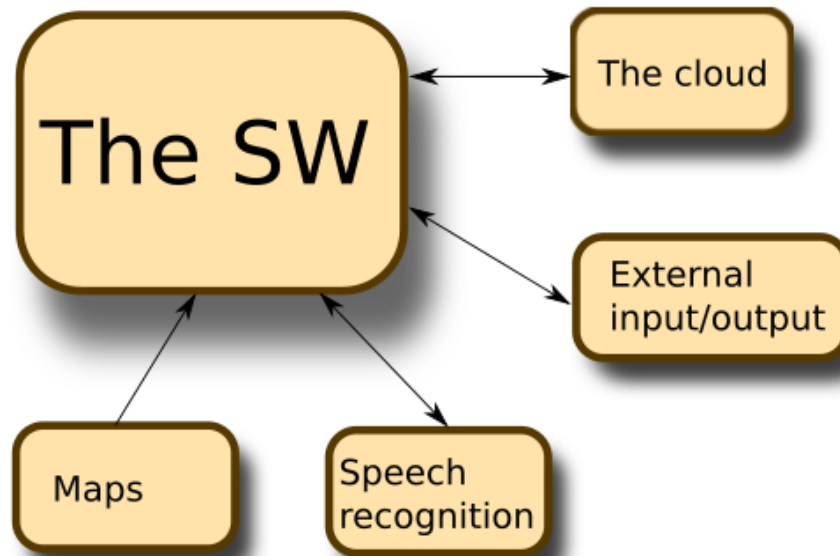 The SW
The cloud
External
input/output
Maps
Speech
recognition